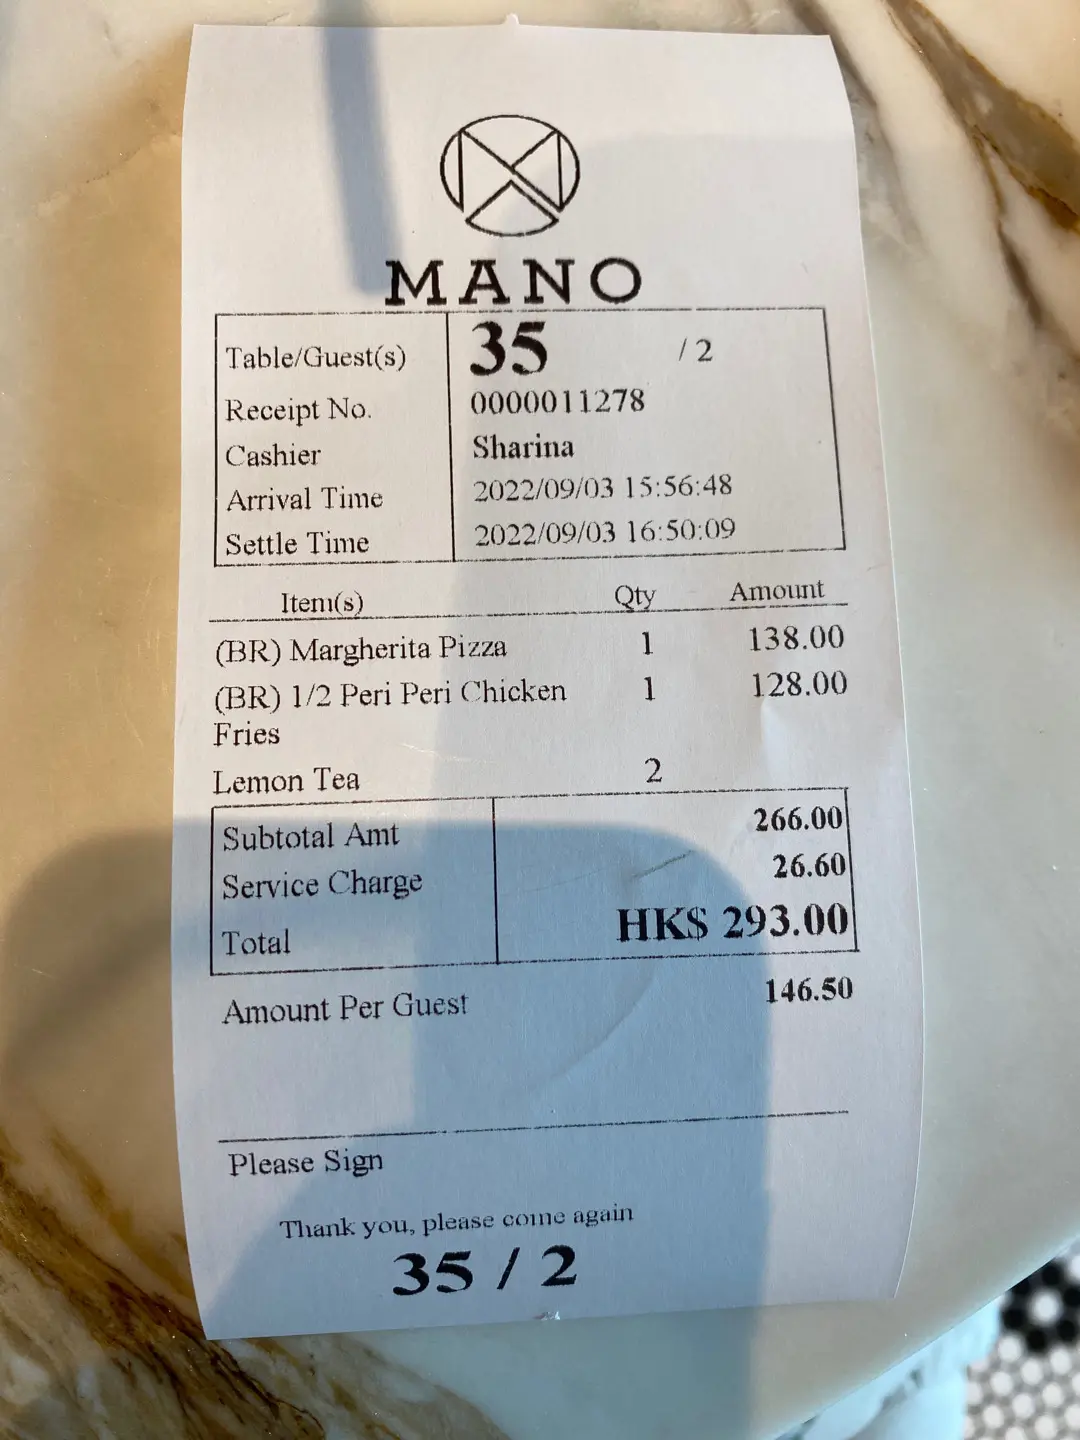 MANO
Table/Guest(s) 35 / 2
Receipt No. 0000011278
Cashier Sharina
Arrival Time 2022/09/03 15:56:48
Settle Time 2022/09/03 16:50:09
Item(s) Qty Amount
(BR) Margherita Pizza 1 138.00
(BR) 1/2 Peri Peri Chicken 1 128.00
Fries
Lemon Tea 2
Subtotal Amt 266.00
Service Charge 26.60
Total HK$ 293.00
Amount Per Guest 146.50
Please Sign
Thank you, please come again
35 / 2